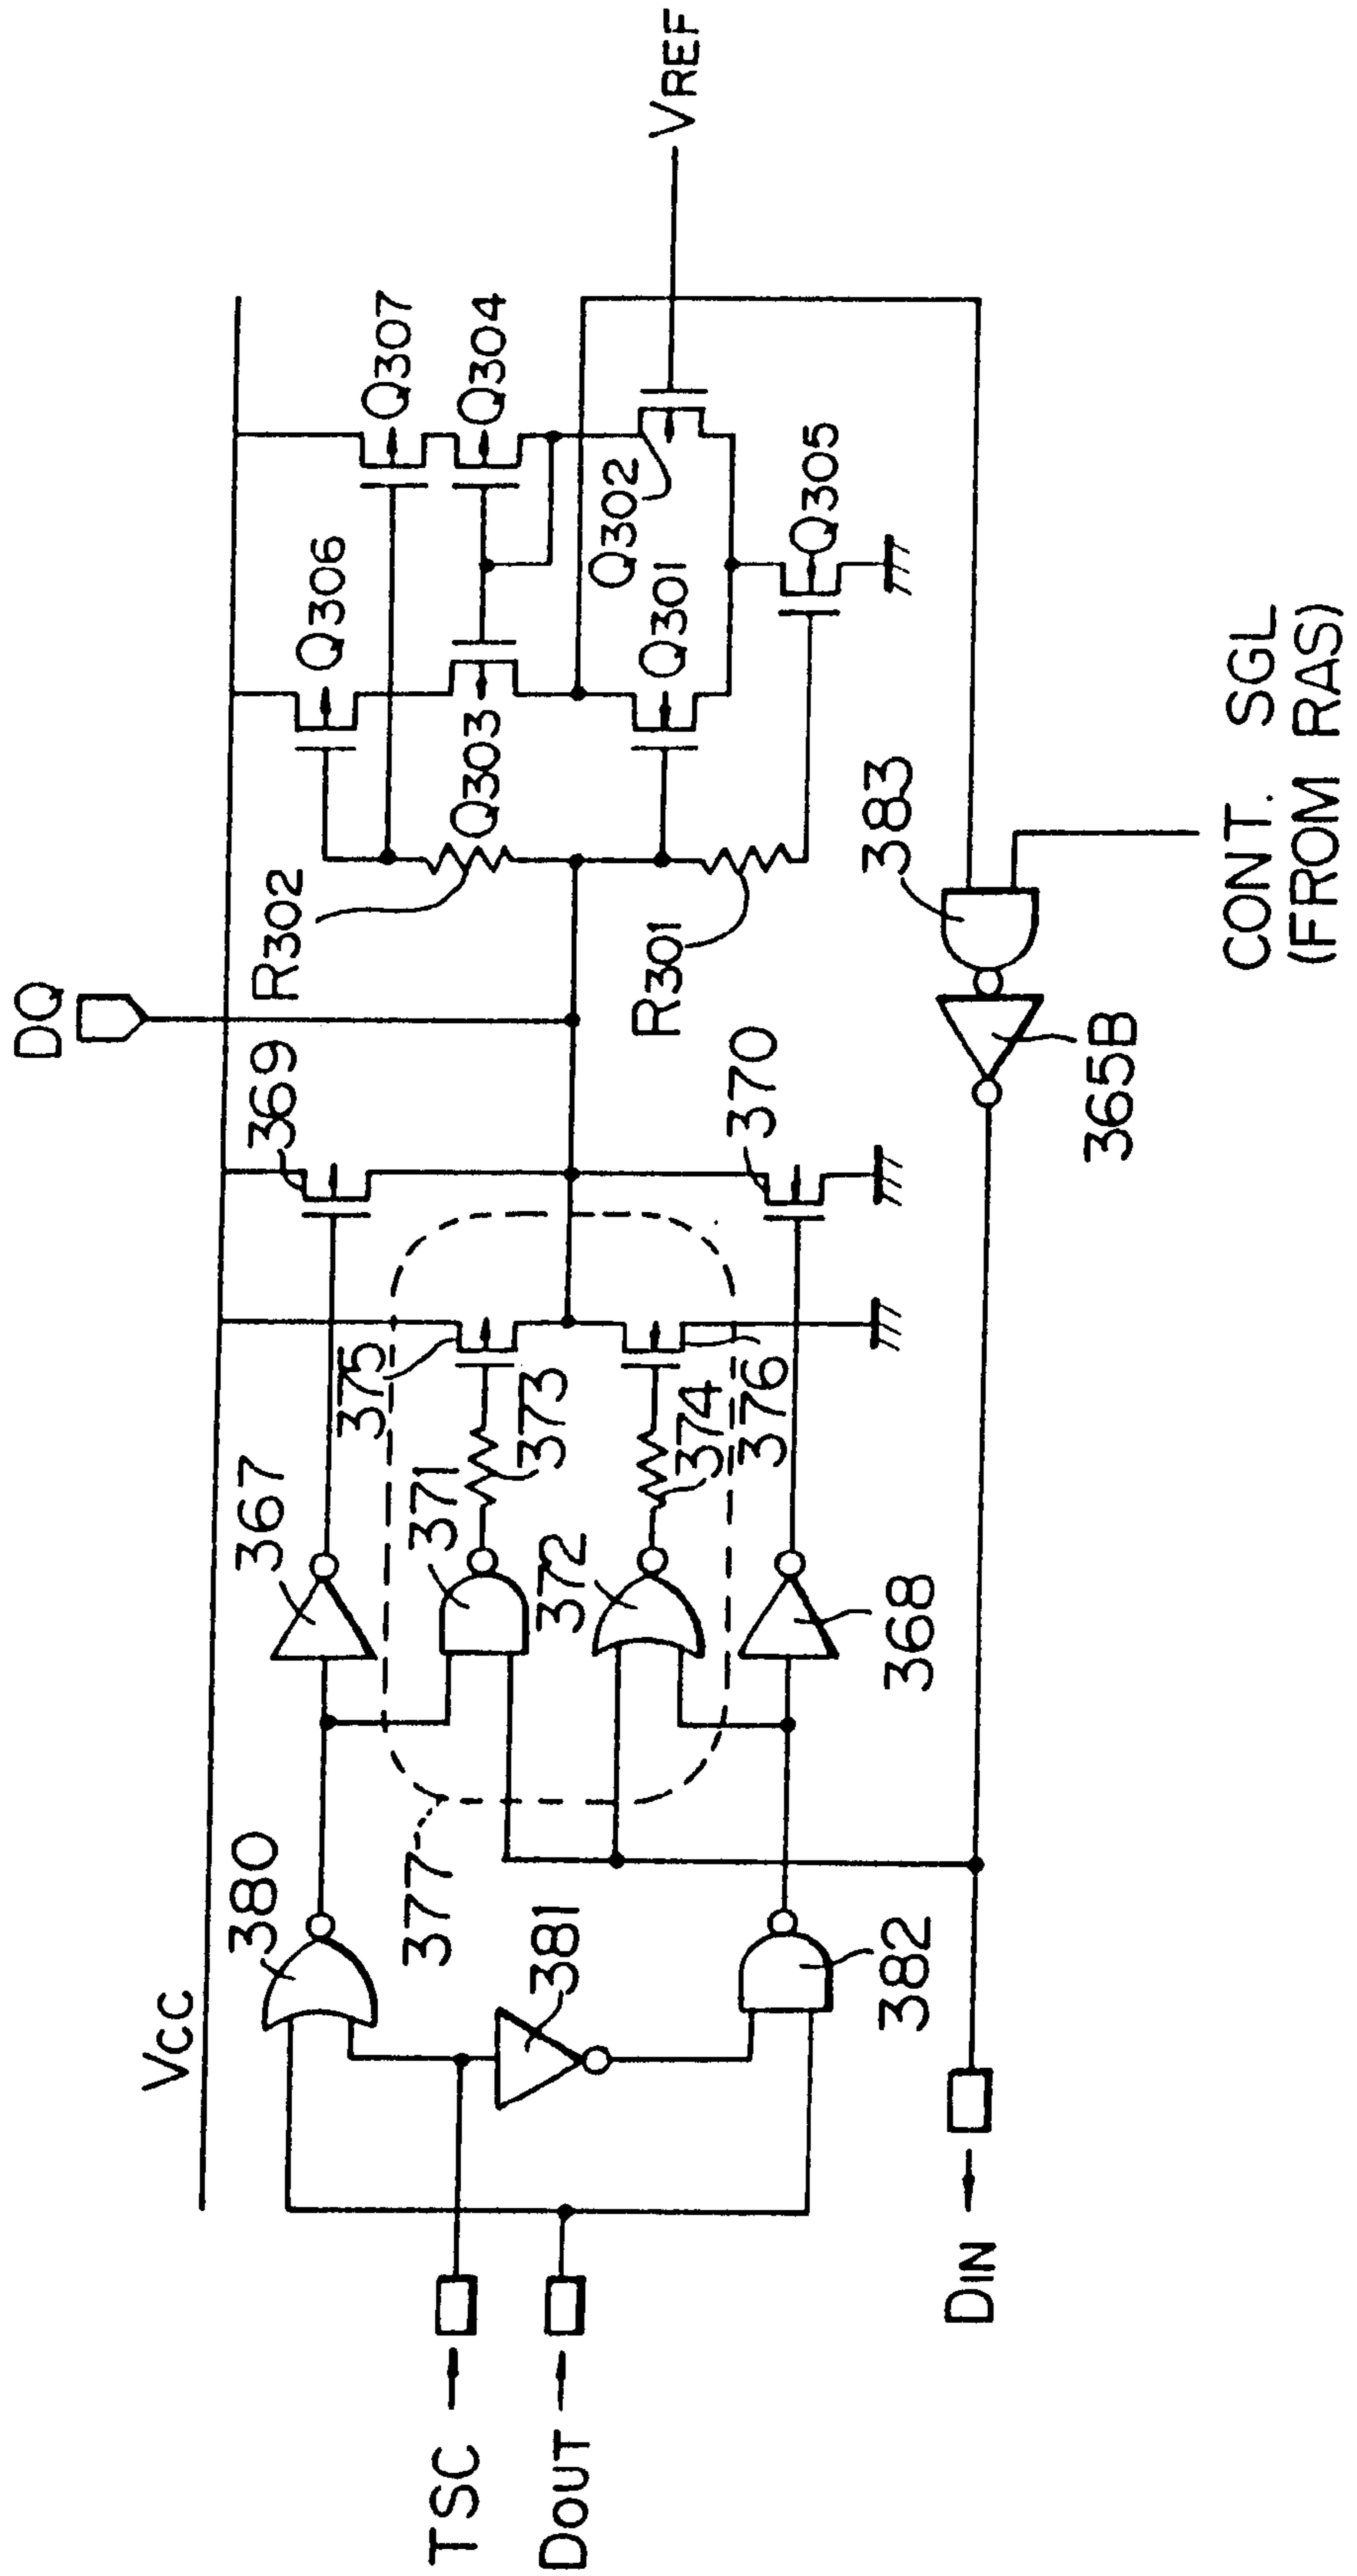 DQ
Vcc
VREF
TSC
DOUT
DIN
380
381
382
377
367
371
372
368
373
374
375
376
369
370
R302
R301
Q306
Q303
Q301
Q307
Q304
Q302
Q305
383
365B
CONT. SGL
(FROM RAS)